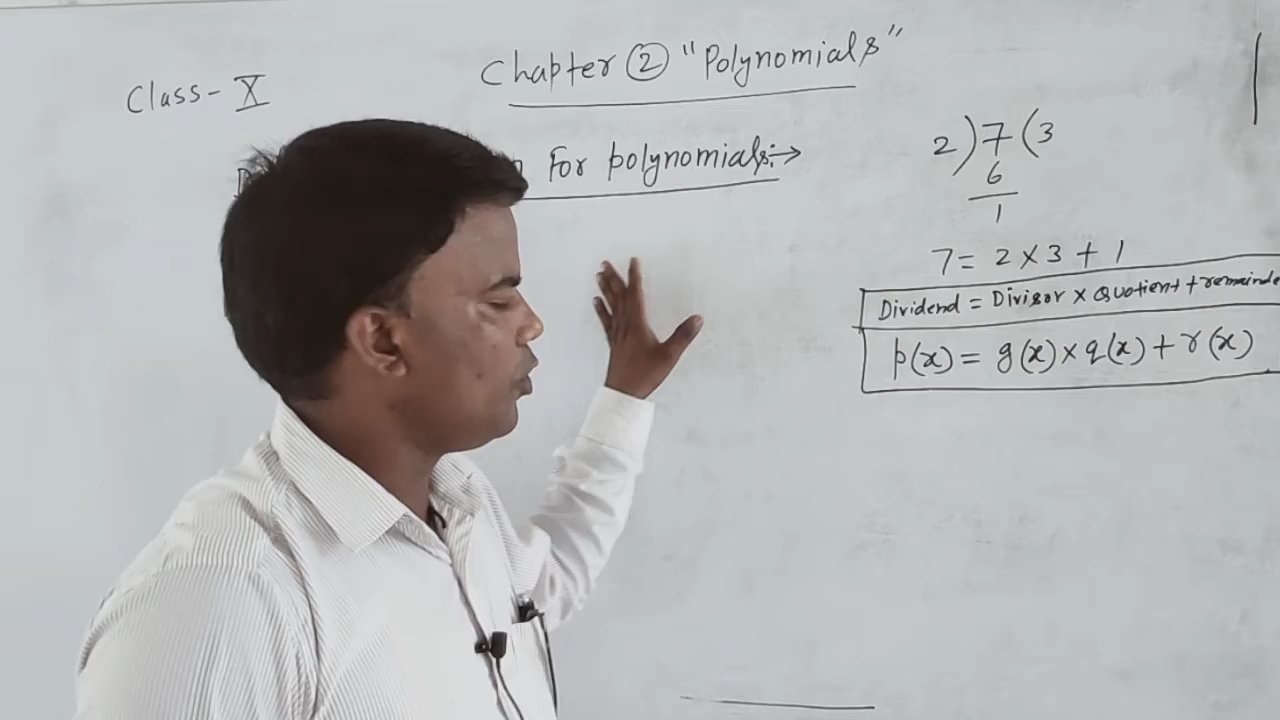 Class - X
Chapter ② "Polynomials"
For polynomials:→
2)7(3
6
1
7 = 2 × 3 + 1
Dividend = Divisor × Quotient + remainde
p(x) = g(x) × q(x) + r(x)